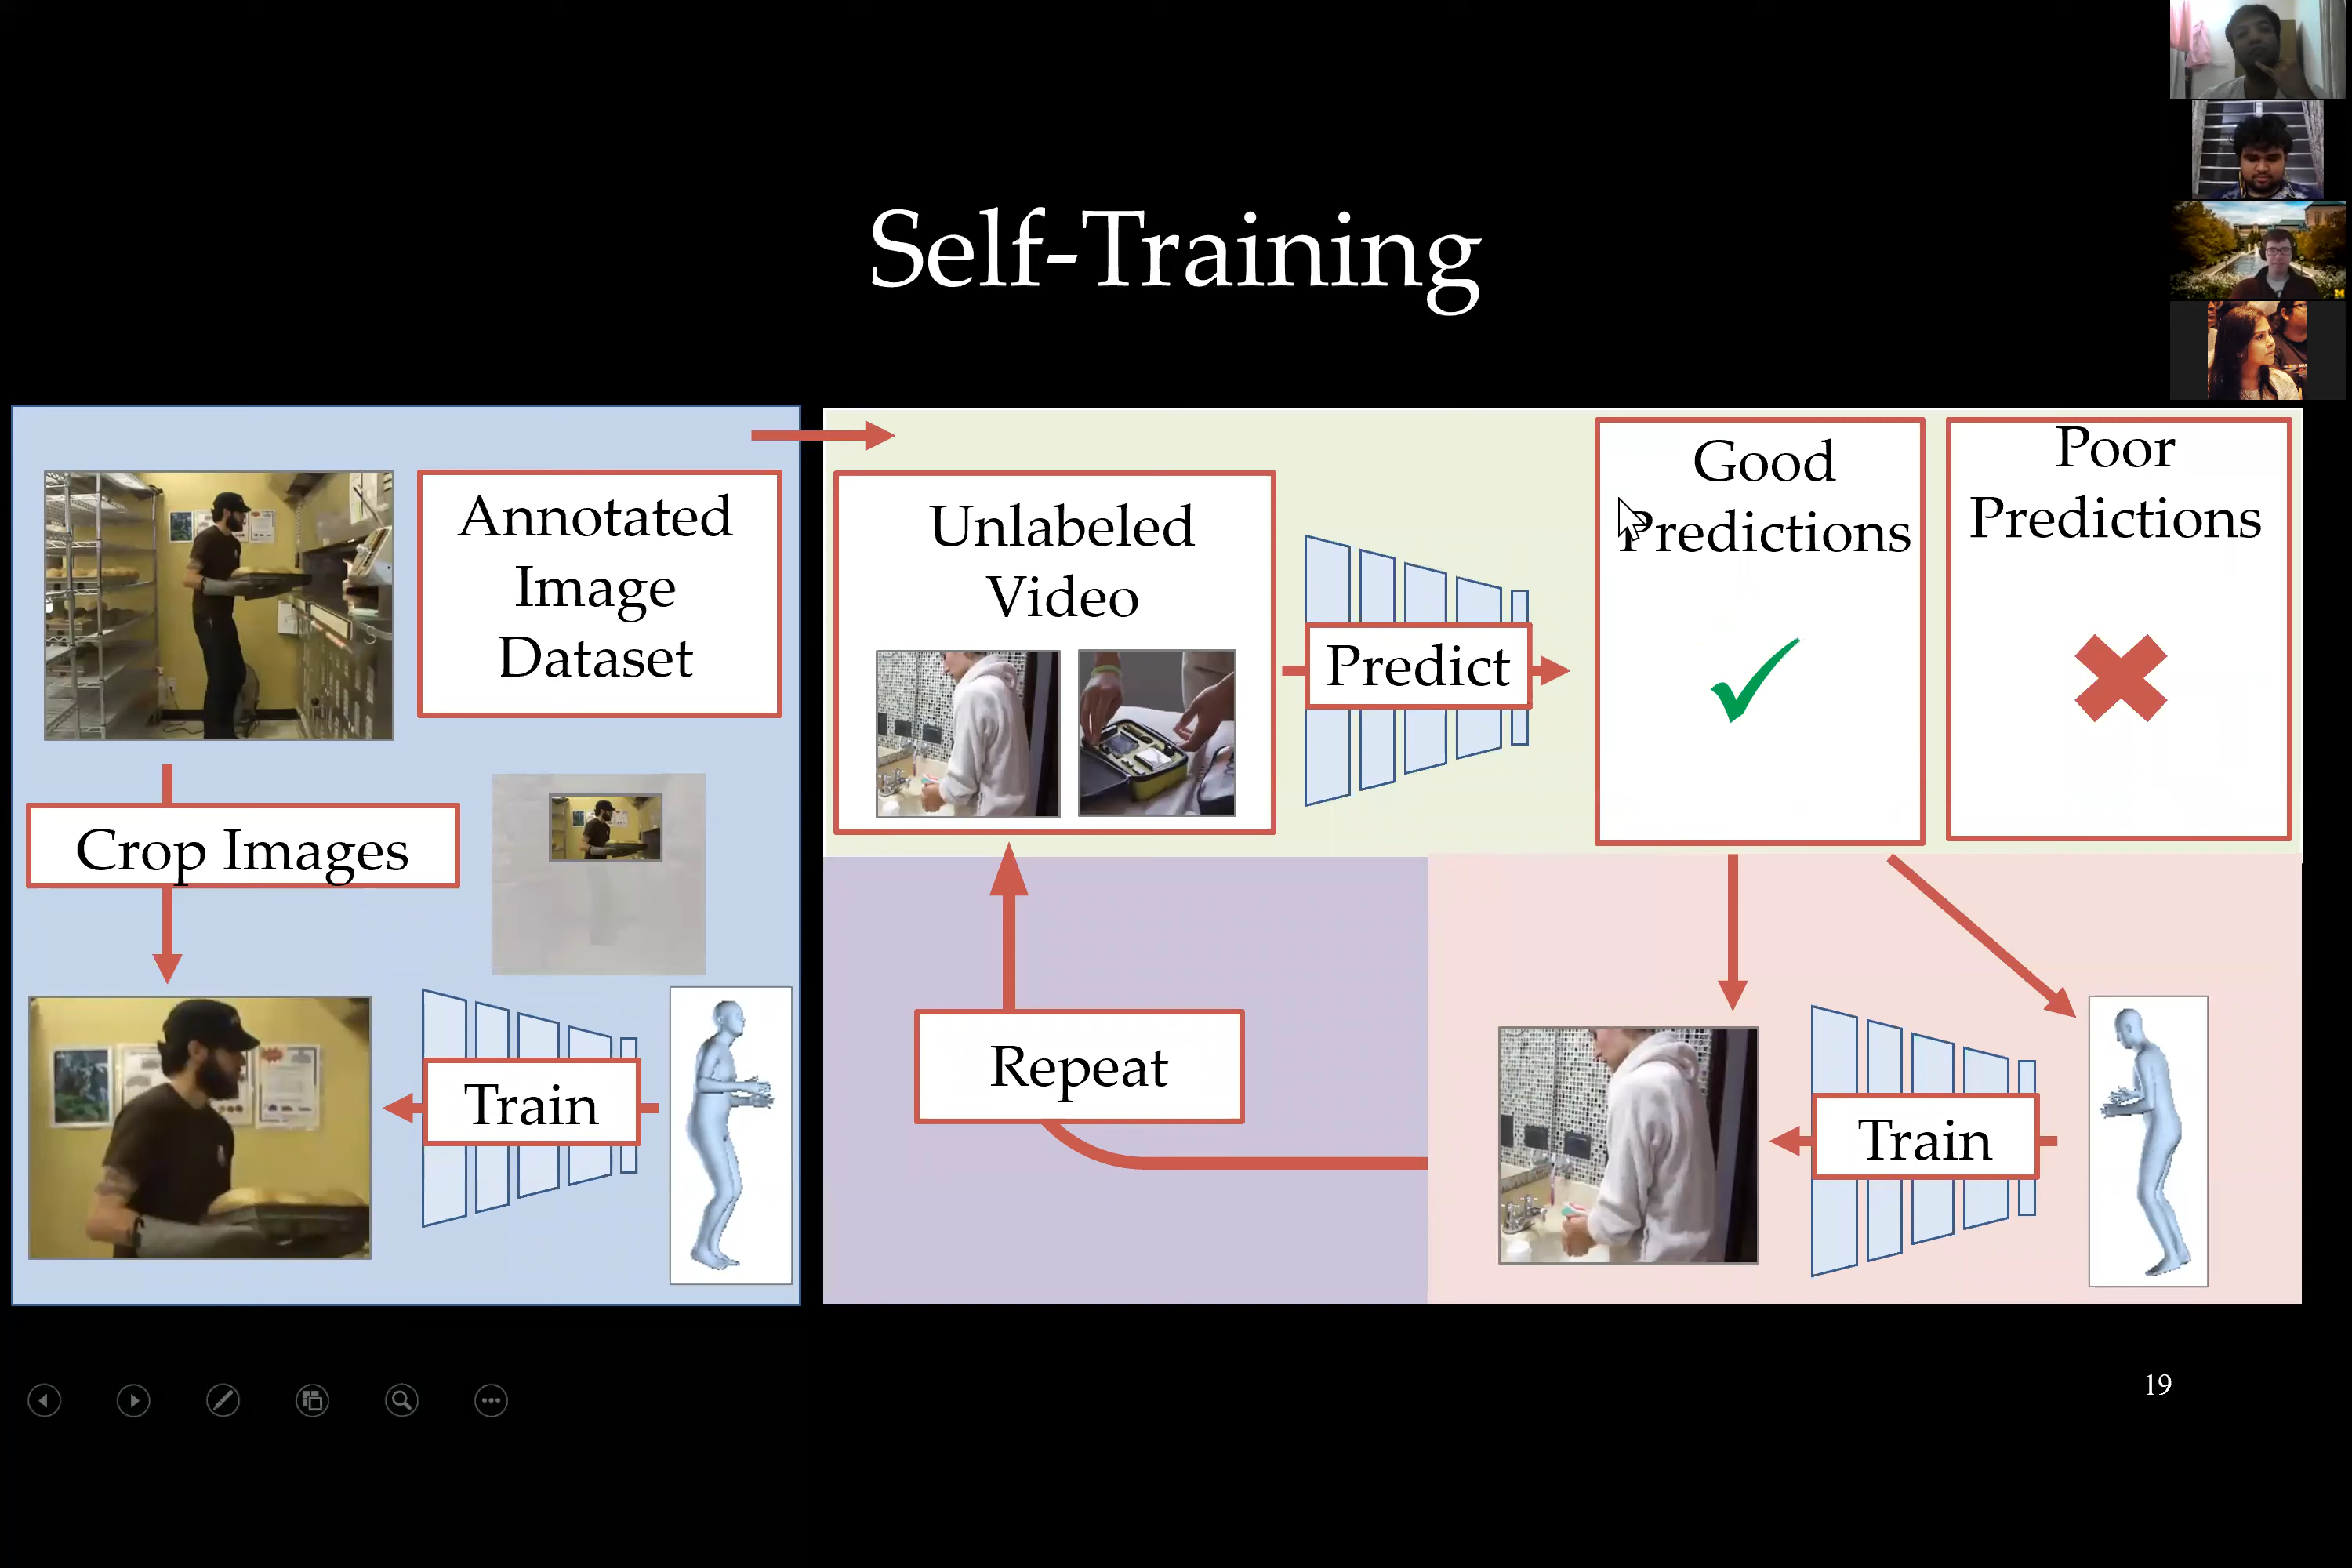 Self-Training
Annotated
Image
Dataset
Crop Images
Train
Unlabeled
Video
Predict
Good
Predictions
Poor
Predictions
Repeat
Train
19